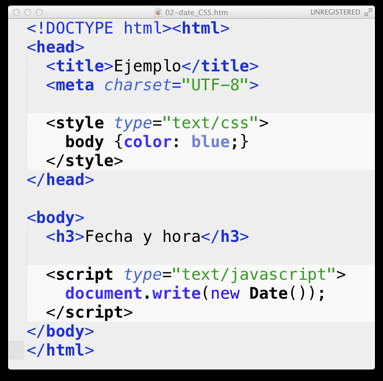 02-date_CSS.htm UNREGISTERED
<!DOCTYPE html><html>
<head>
<title>Ejemplo</title>
<meta charset="UTF-8">
<style type="text/css">
body {color: blue;}
</style>
</head>
<body>
<h3>Fecha y hora</h3>
<script type="text/javascript">
document.write(new Date());
</script>
</body>
</html>